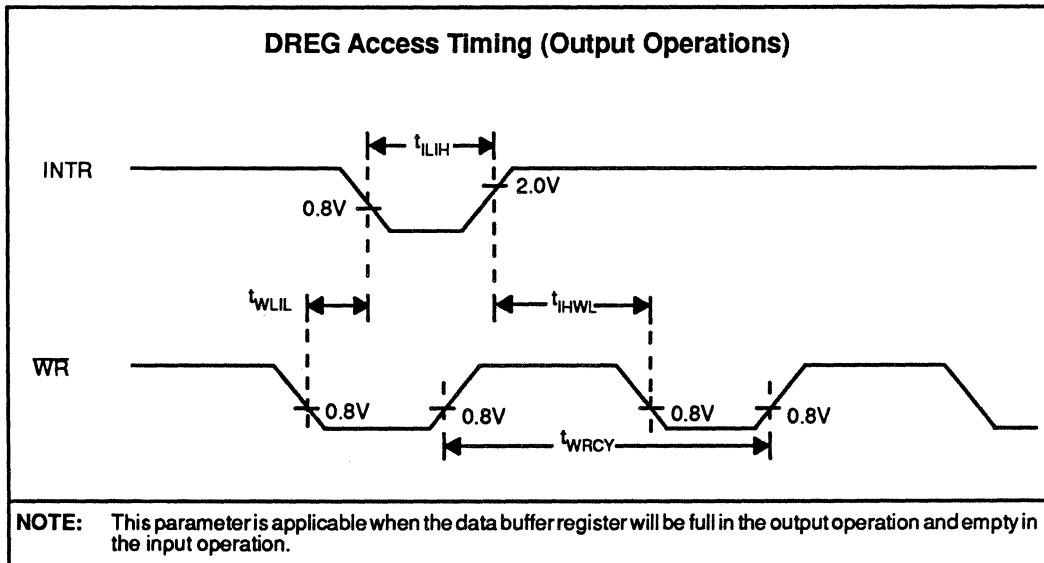 DREG Access Timing (Output Operations)
INTR
tILIH
0.8V
2.0V
tWLIL
tIHWL
WR
0.8V
0.8V
0.8V
0.8V
tWRCY
NOTE: This parameter is applicable when the data buffer register will be full in the output operation and empty in
the input operation.